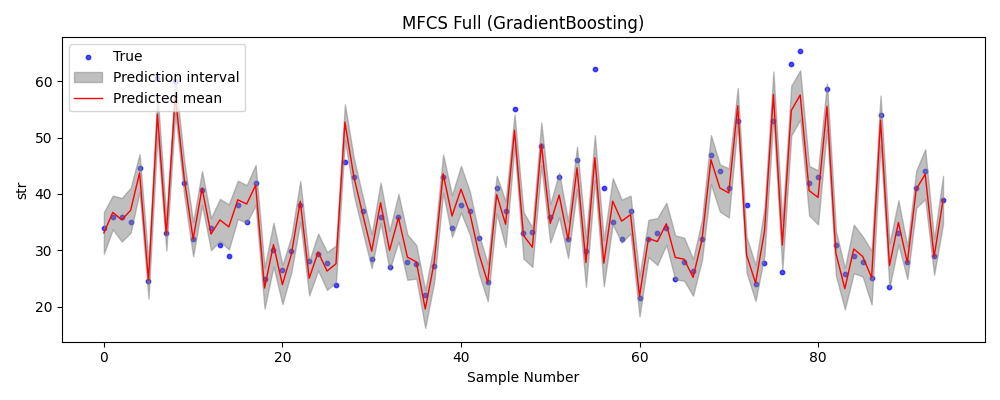 MFCS Full (GradientBoosting)
True
Prediction interval
Predicted mean
str
60
50
40
30
20
0
20
40
60
80
Sample Number